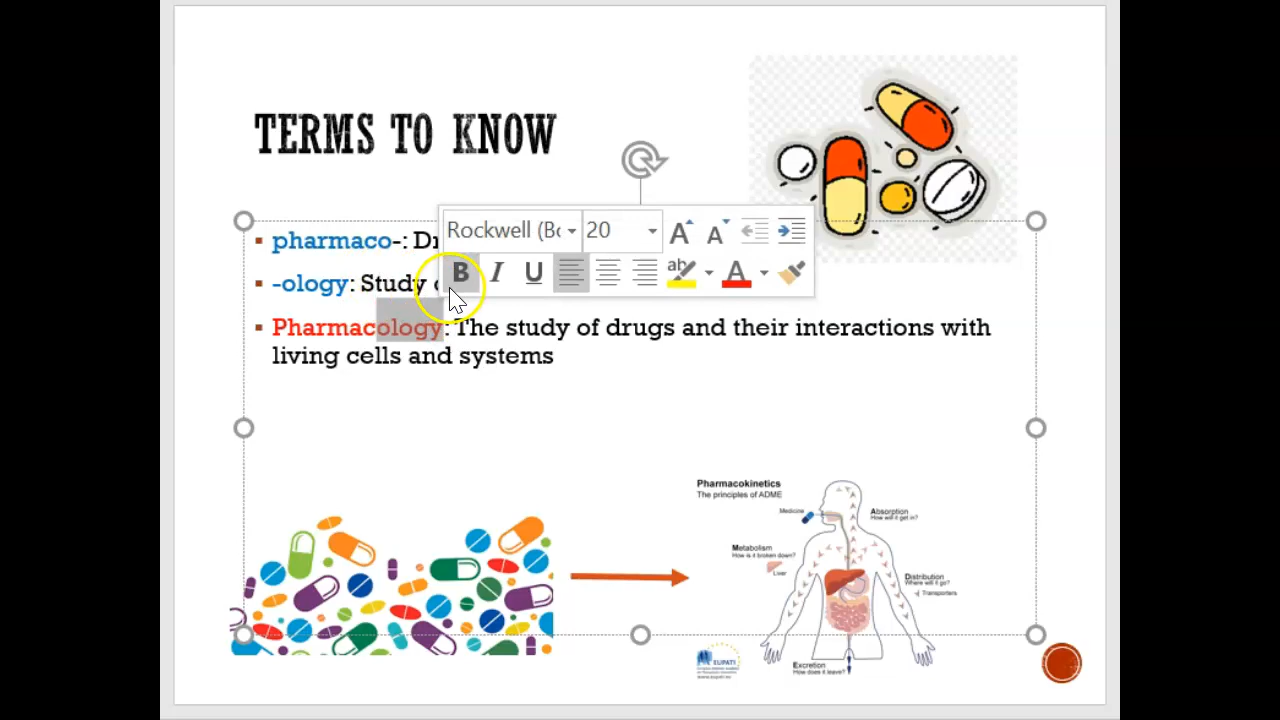 TERMS TO KNOW
pharmaco-: Dr
Rockwell (Bo
20
-ology: Study o
B I U
A A
ab A
Pharmacology: The study of drugs and their interactions with
living cells and systems
Pharmacokinetics
The principles of ADME
Medicine
Absorption
How will it get in?
Metabolism
How is it broken down?
Liver
Distribution
Where will it go?
Transporters
EUPATI
Excretion
How does it leave?